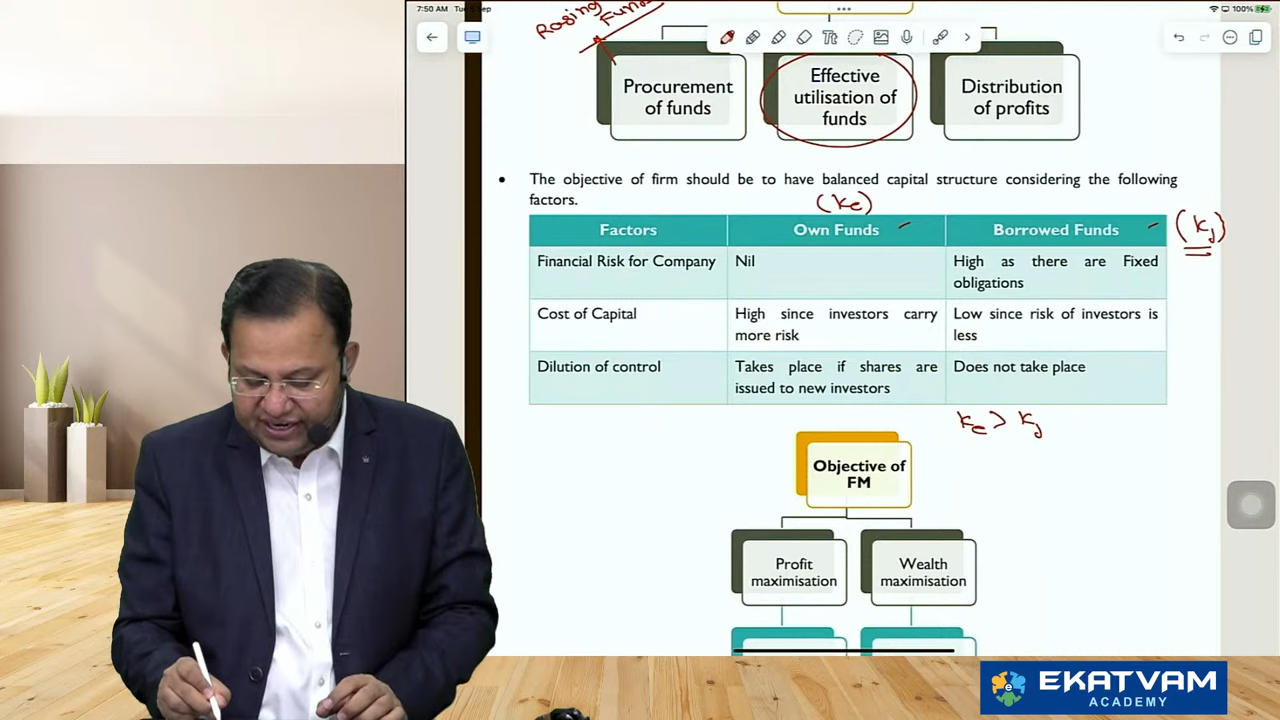 7:50 AM Tue 5 Sep
100%
Raising
Funds
Procurement
of funds
Effective
utilisation of
funds
Distribution
of profits
• The objective of firm should be to have balanced capital structure considering the following
factors.
(Ke)
Factors Own Funds Borrowed Funds (Kd)
Financial Risk for Company Nil High as there are Fixed
obligations
Cost of Capital High since investors carry
more risk Low since risk of investors is
less
Dilution of control Takes place if shares are
issued to new investors Does not take place
Ke > Kd
Objective of
FM
Profit
maximisation
Wealth
maximisation
EKATVAM
ACADEMY